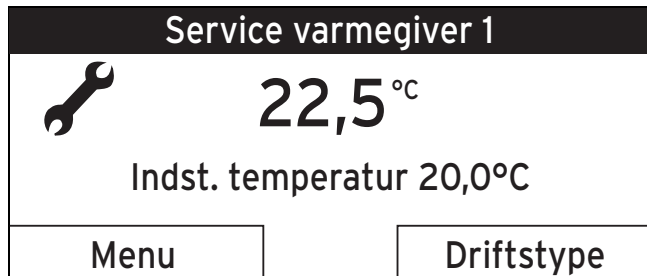 Service varmegiver 1
22,5 °C
Indst. temperatur 20,0°C
Menu
Driftstype